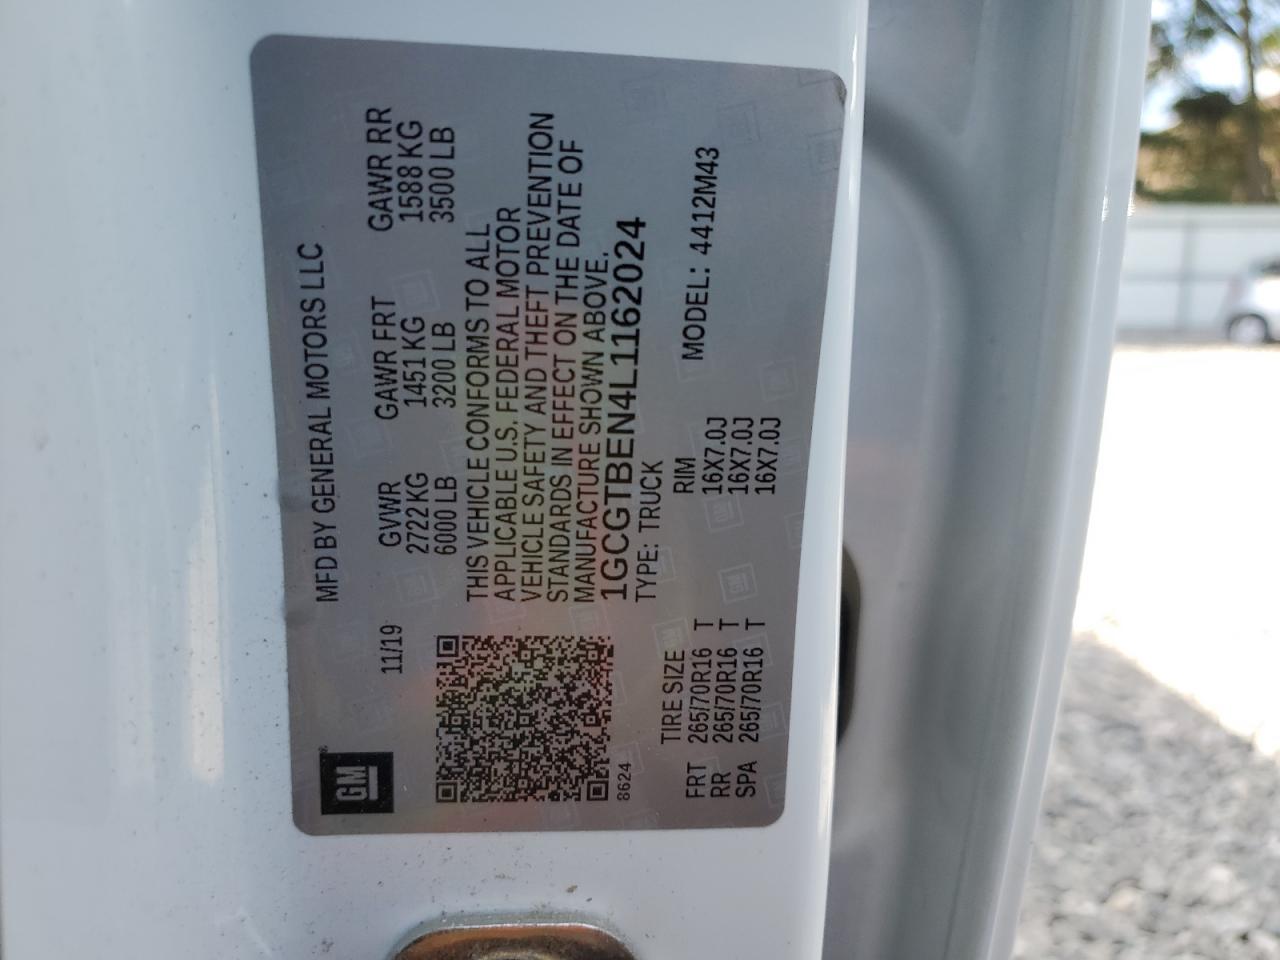 GM
®
MFD BY GENERAL MOTORS LLC
11/19 GVWR GAWR FRT GAWR RR
2722 KG 1451 KG 1588 KG
6000 LB 3200 LB 3500 LB
THIS VEHICLE CONFORMS TO ALL
APPLICABLE U.S. FEDERAL MOTOR
VEHICLE SAFETY AND THEFT PREVENTION
STANDARDS IN EFFECT ON THE DATE OF
MANUFACTURE SHOWN ABOVE.
1GCGTBEN4L1162024
8624 TYPE: TRUCK
MODEL: 4412M43
TIRE SIZE RIM
FRT 265/70R16 T 16X7.0J
RR 265/70R16 T 16X7.0J
SPA 265/70R16 T 16X7.0J